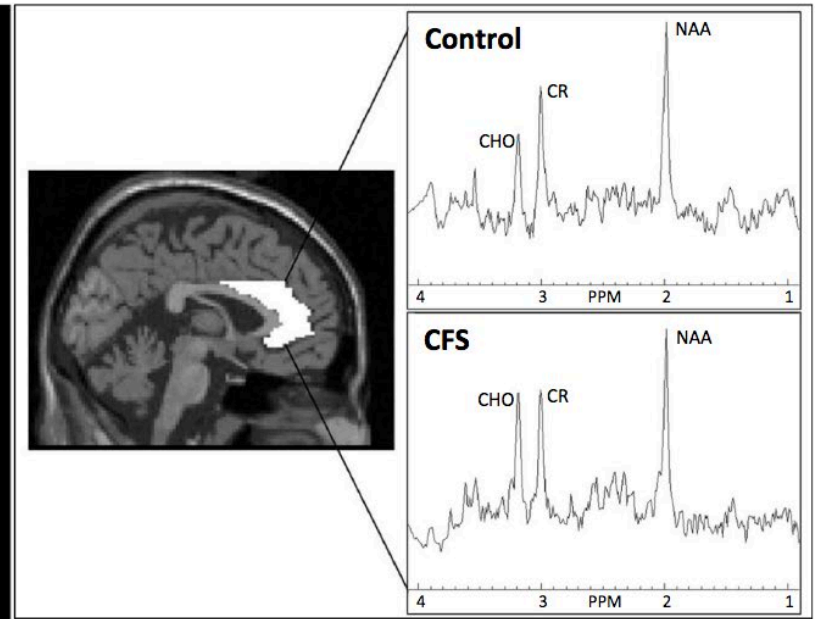 Control
NAA
CR
CHO
4 3 PPM 2 1
CFS
NAA
CHO CR
4 3 PPM 2 1